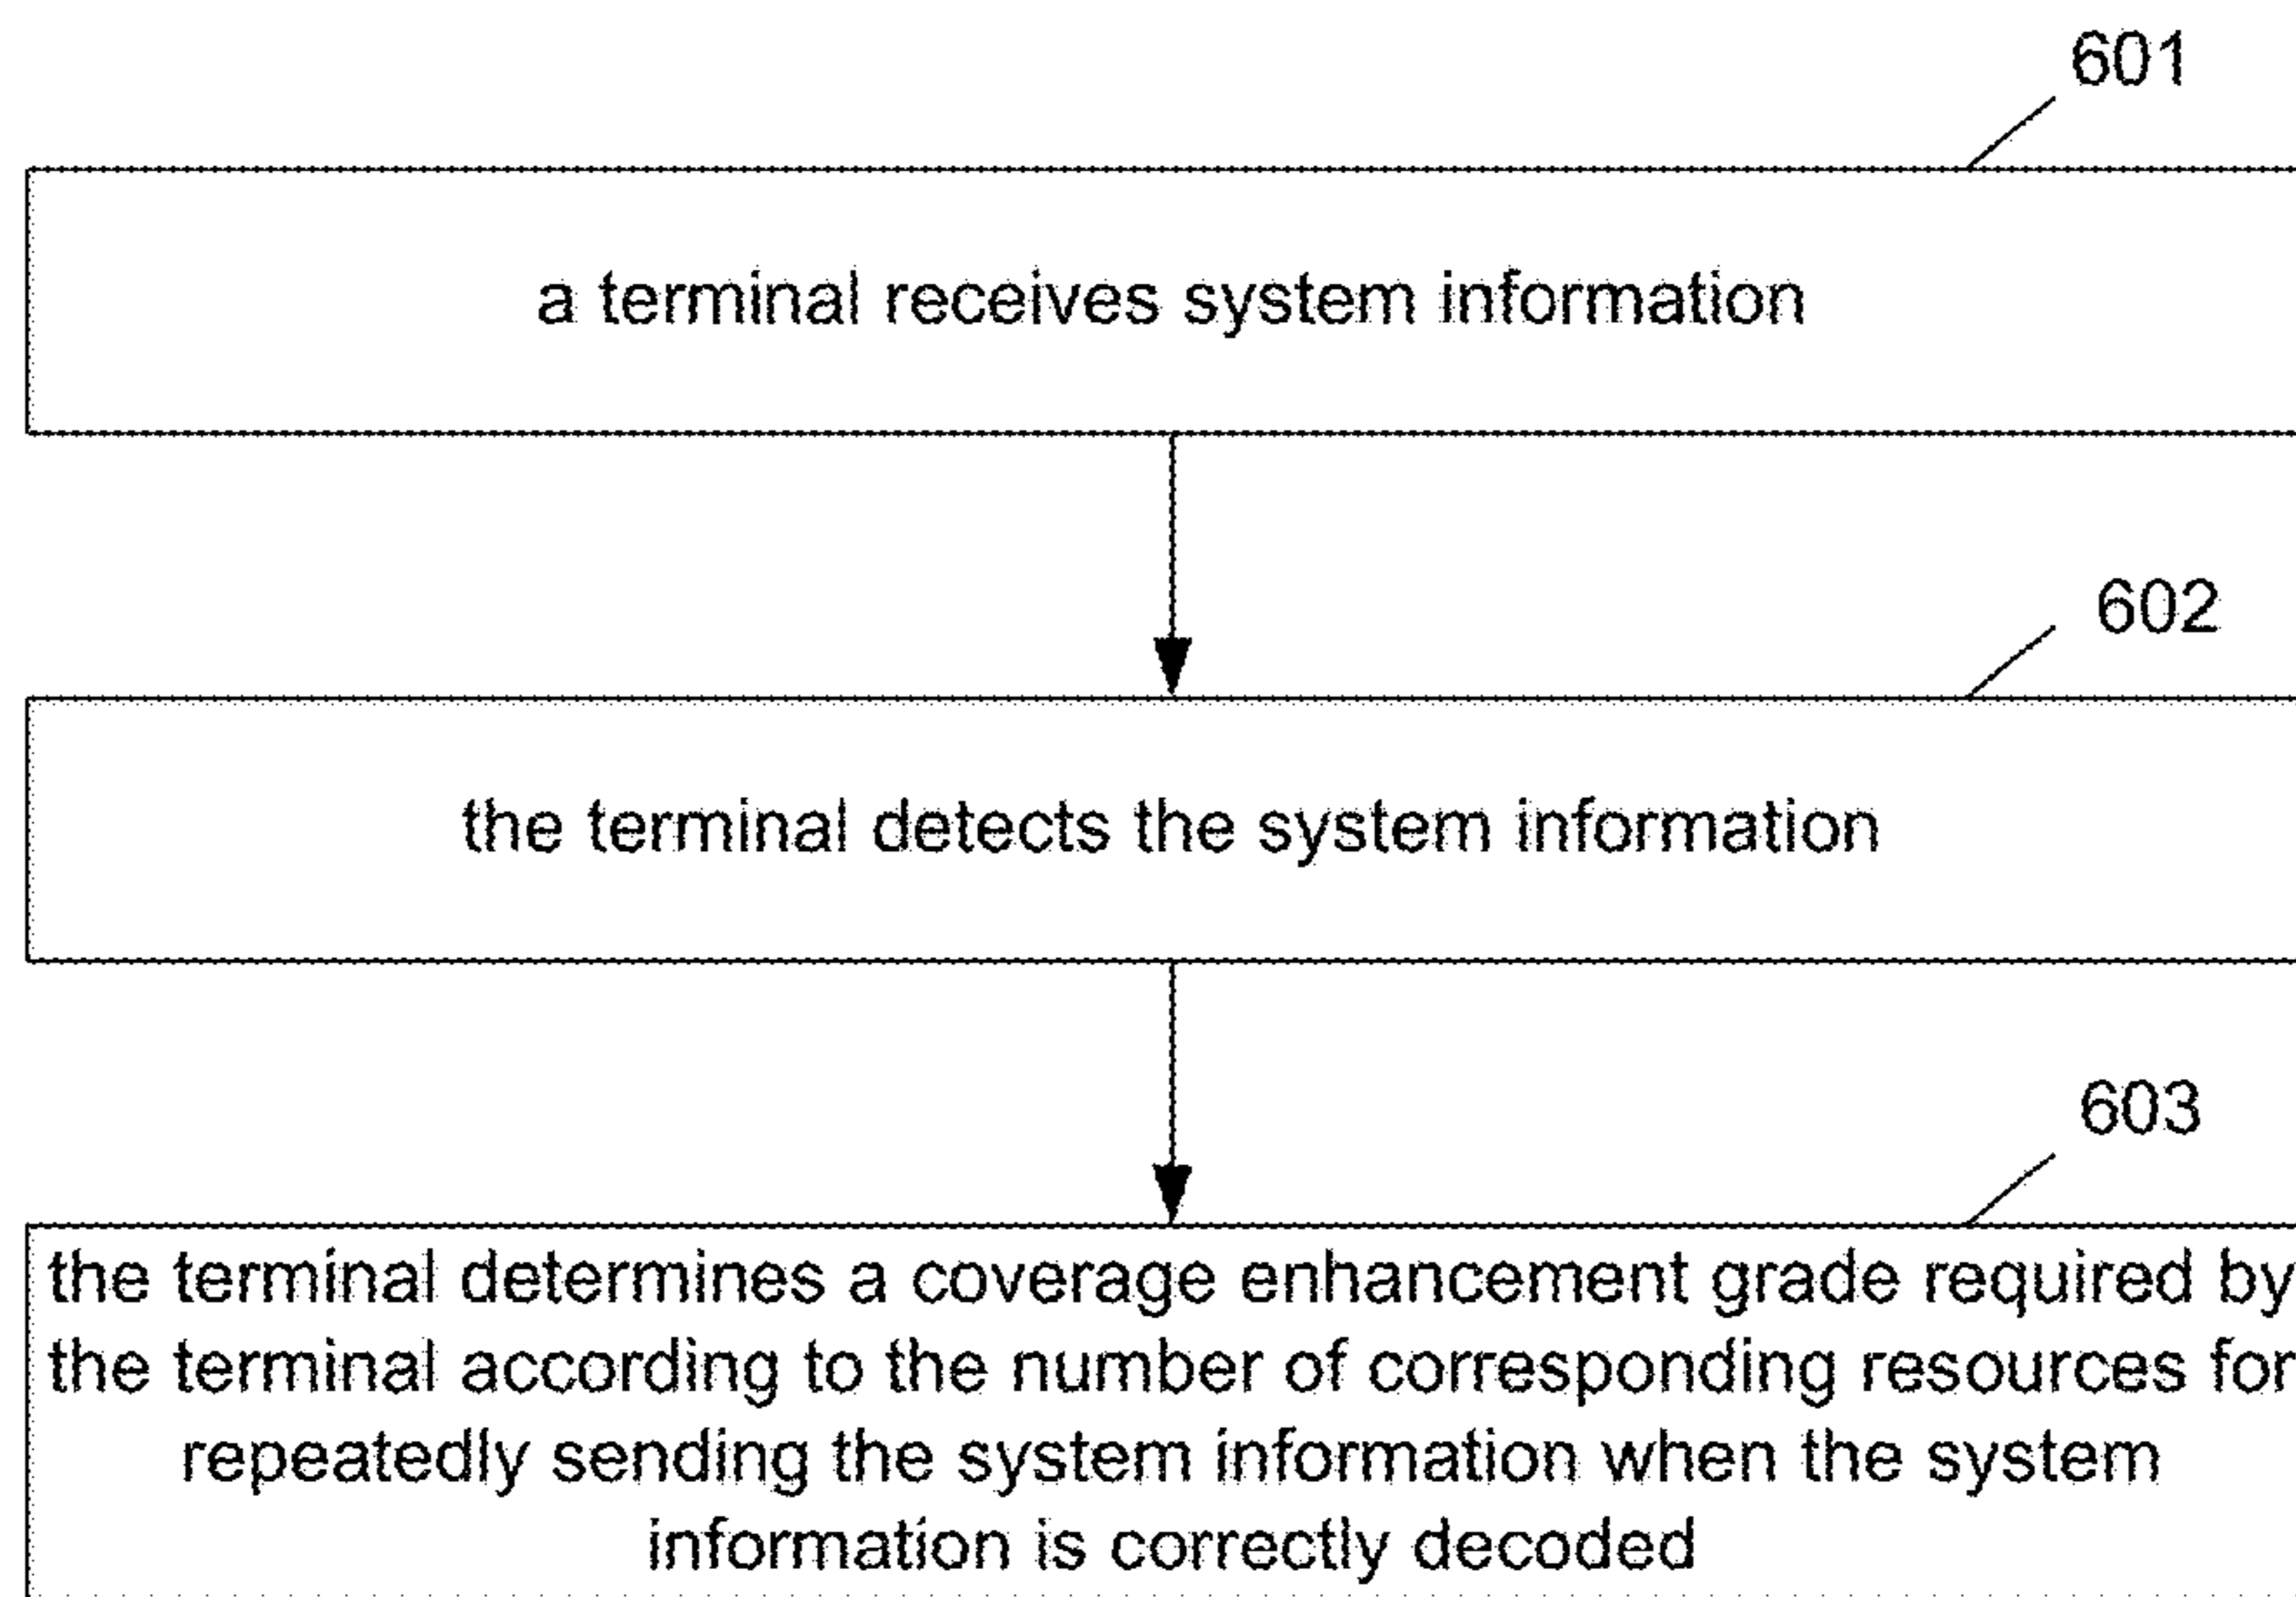 601
a terminal receives system information
602
the terminal detects the system information
603
the terminal determines a coverage enhancement grade required by
the terminal according to the number of corresponding resources for
repeatedly sending the system information when the system
information is correctly decoded